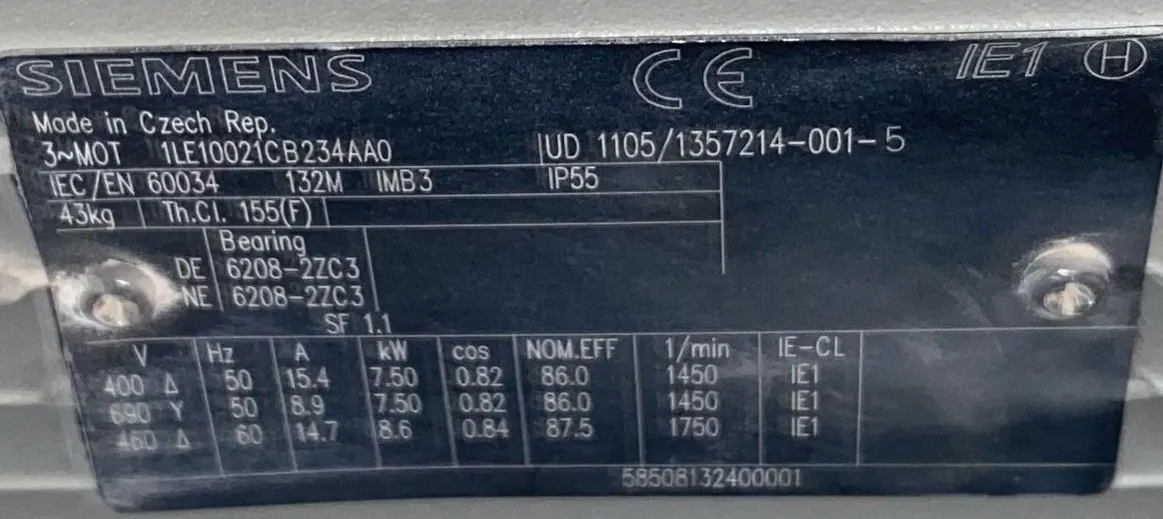 SIEMENS CE IE1 H
Made in Czech Rep.
3~MOT 1LE10021CB234AA0 UD 1105/1357214-001-5
IEC/EN 60034 132M IMB3 IP55
43kg Th.Cl. 155(F)
Bearing
DE 6208-2ZC3
NE 6208-2ZC3
SF 1.1
V Hz A kW cos NOM.EFF 1/min IE-CL
400 Δ 50 15.4 7.50 0.82 86.0 1450 IE1
690 Y 50 8.9 7.50 0.82 86.0 1450 IE1
460 Δ 60 14.7 8.6 0.84 87.5 1750 IE1
58508132400001